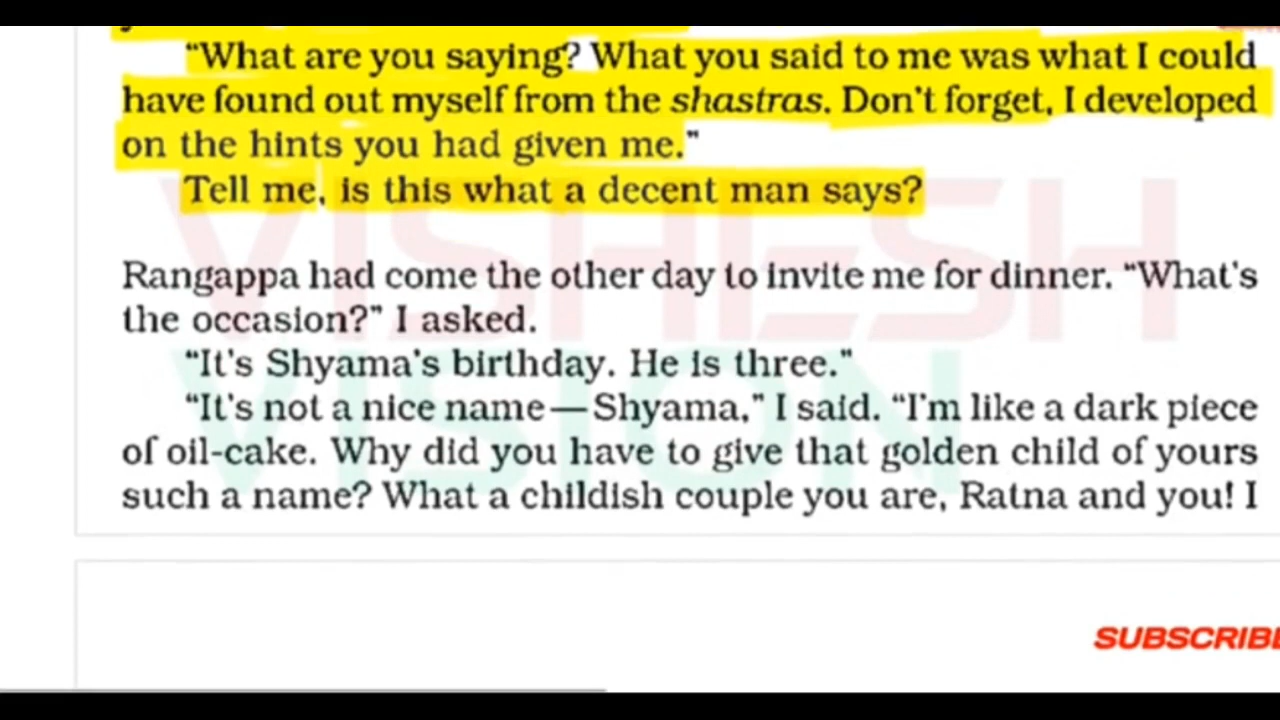 “What are you saying? What you said to me was what I could
have found out myself from the shastras. Don't forget, I developed
on the hints you had given me.”
Tell me, is this what a decent man says?
Rangappa had come the other day to invite me for dinner. “What's
the occasion?” I asked.
“It's Shyama's birthday. He is three.”
“It's not a nice name—Shyama,” I said. “I'm like a dark piece
of oil-cake. Why did you have to give that golden child of yours
such a name? What a childish couple you are, Ratna and you! I
VISHESH
VISION
SUBSCRIBE